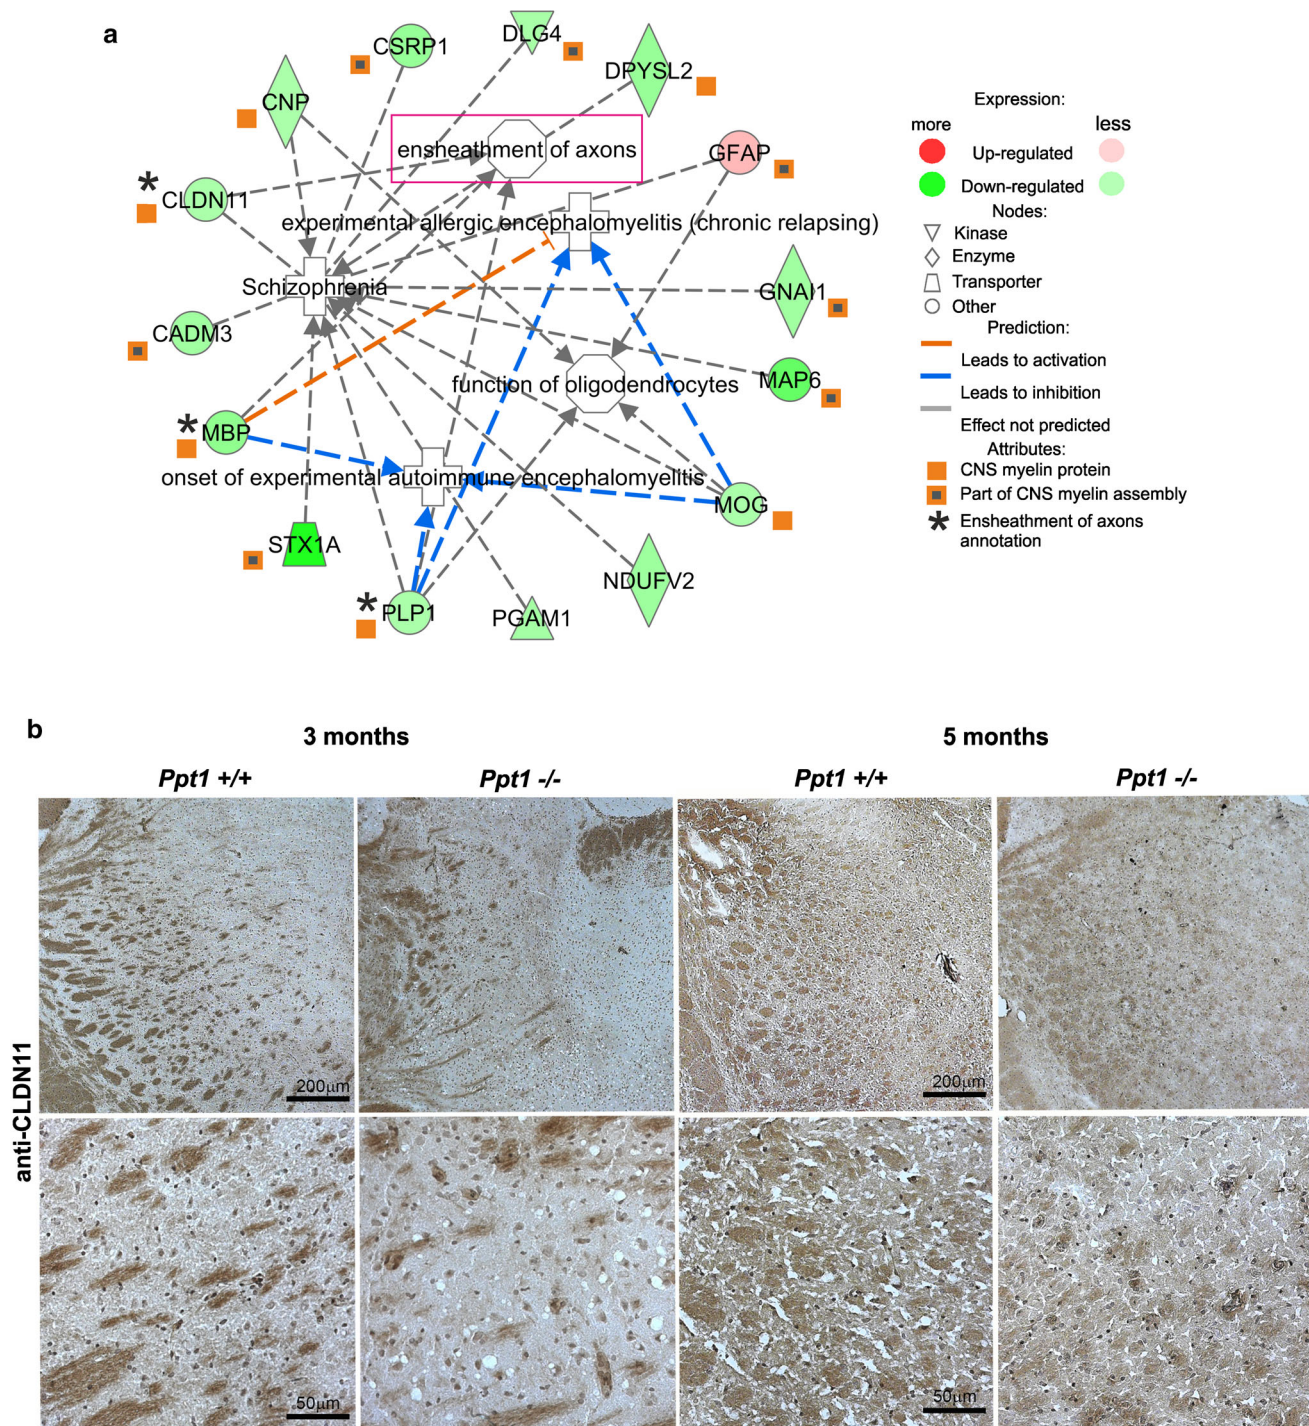 a
DLG4
CSRP1
DPYSL2
CNP
ensheathment of axons
GFAP
CLDN11
*
experimental allergic encephalomyelitis (chronic relapsing)
Schizophrenia
GNAI1
CADM3
function of oligodendrocytes
MAP6
*
MBP
onset of experimental autoimmune encephalomyelitis
MOG
STX1A
NDUFV2
*
PLP1
PGAM1
Expression:
more less
Up-regulated
Down-regulated
Nodes:
Kinase
Enzyme
Transporter
Other
Prediction:
Leads to activation
Leads to inhibition
Effect not predicted
Attributes:
CNS myelin protein
Part of CNS myelin assembly
* Ensheathment of axons
annotation
b
3 months 5 months
Ppt1 +/+ Ppt1 -/- Ppt1 +/+ Ppt1 -/-
anti-CLDN11
200μm 200μm
50μm 50μm